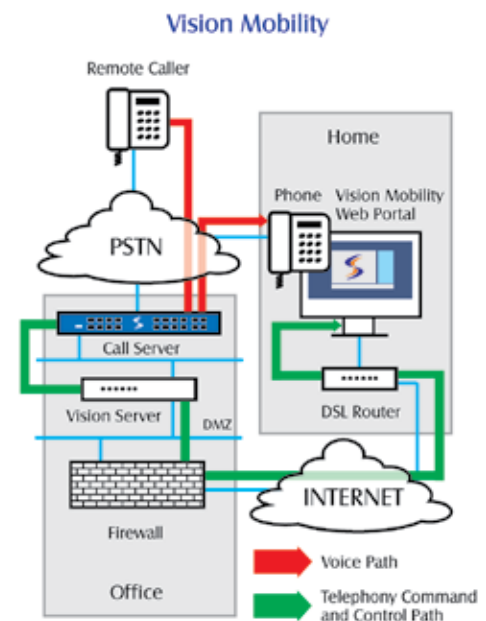 Vision Mobility
Remote Caller
Home
Phone
Vision Mobility
Web Portal
PSTN
Call Server
Vision Server
DMZ
DSL Router
INTERNET
Firewall
Voice Path
Office
Telephony Command
and Control Path